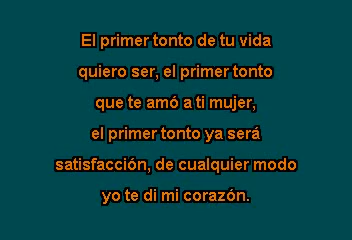 El primer tonto de tu vida
quiero ser, el primer tonto
que te amó a ti mujer,
el primer tonto ya será
satisfacción, de cualquier modo
yo te di mi corazón.